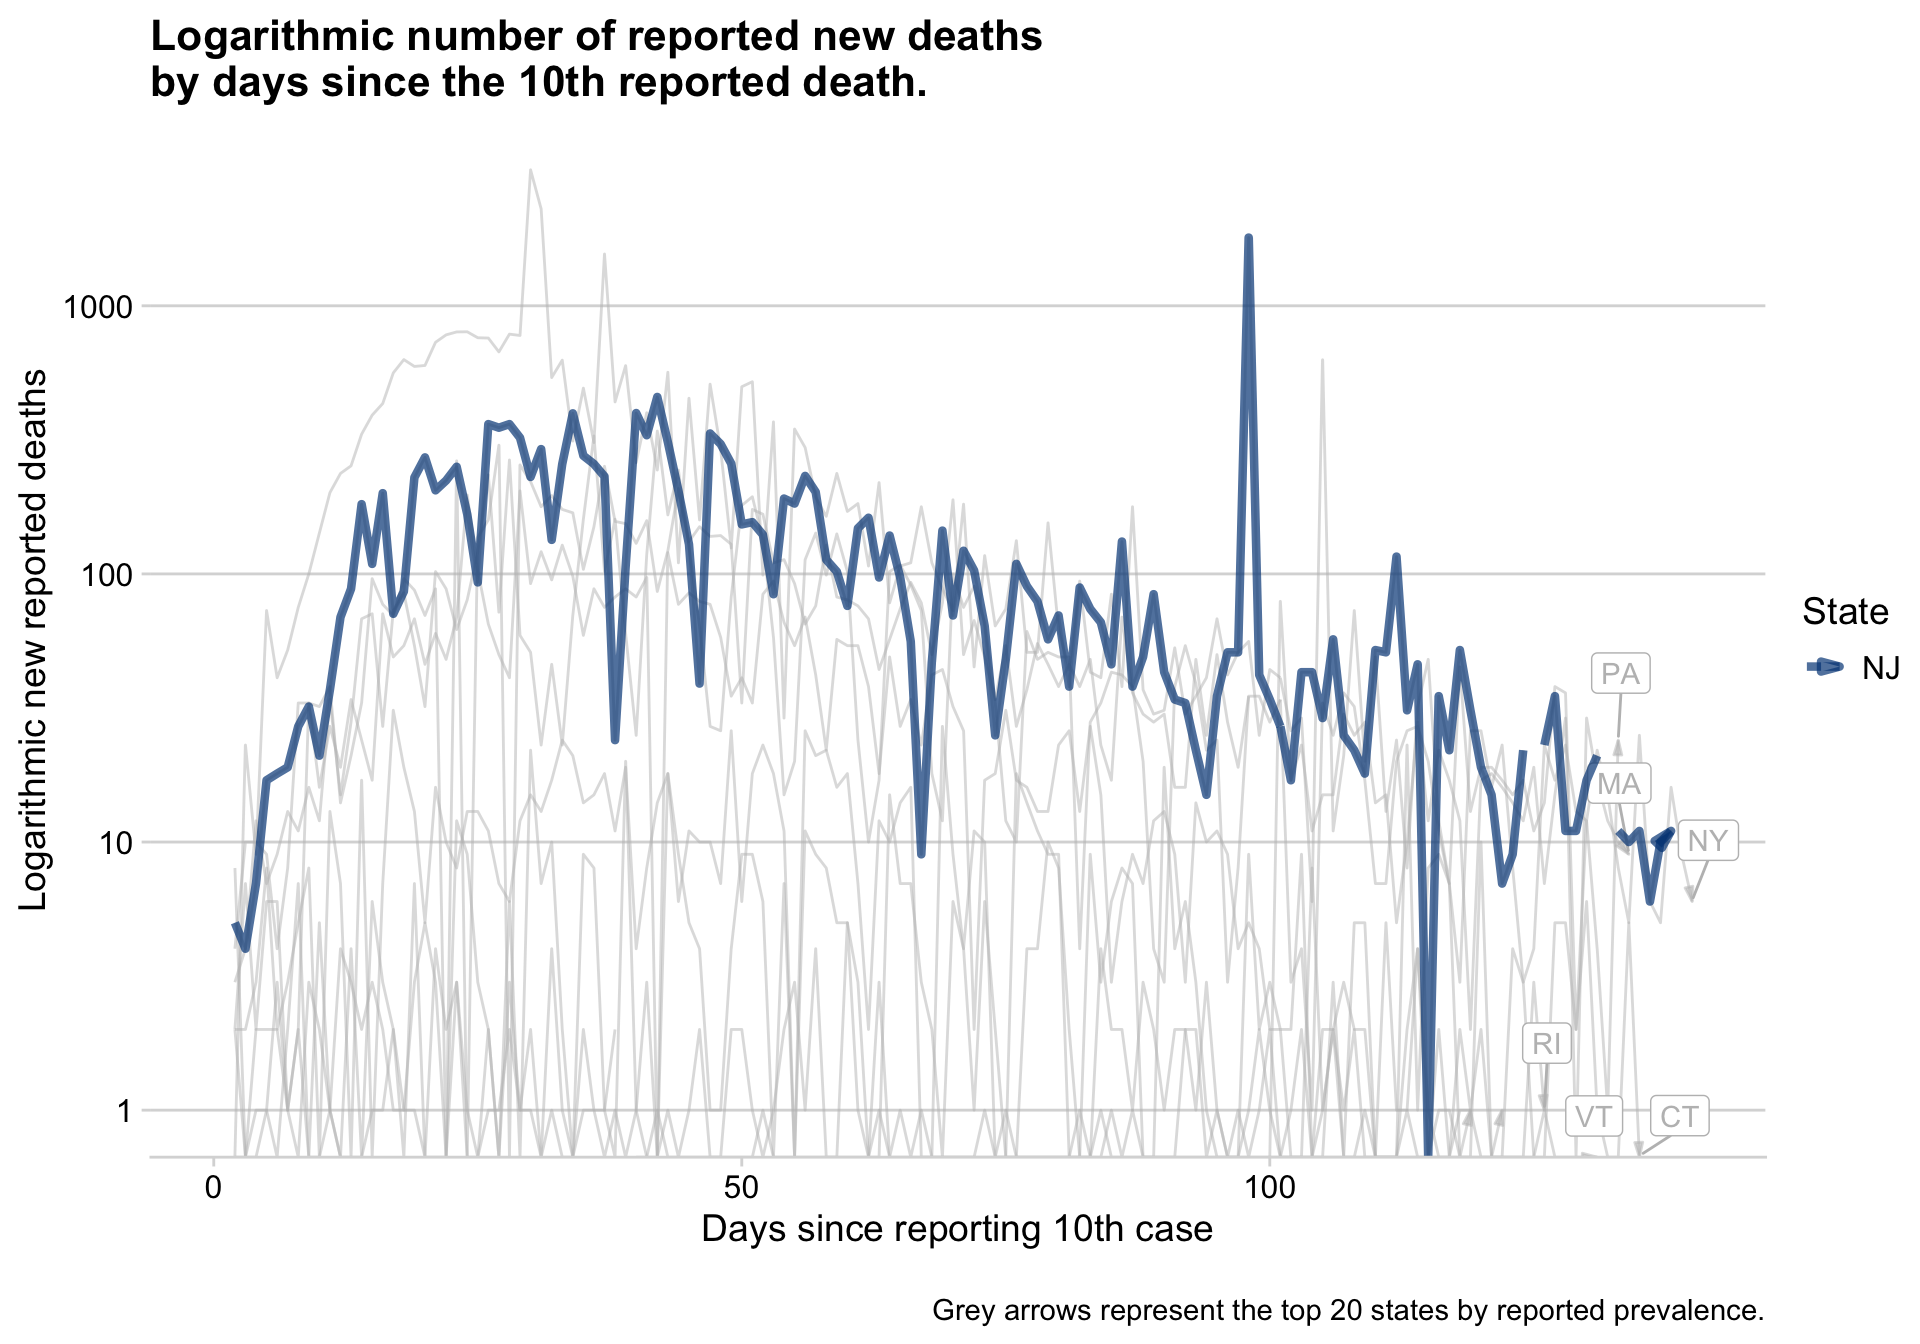 Logarithmic number of reported new deaths
by days since the 10th reported death.
Logarithmic new reported deaths
1000
100
10
1
PA
MA
NY
RI
VT
CT
State
NJ
0
50
100
Days since reporting 10th case
Grey arrows represent the top 20 states by reported prevalence.